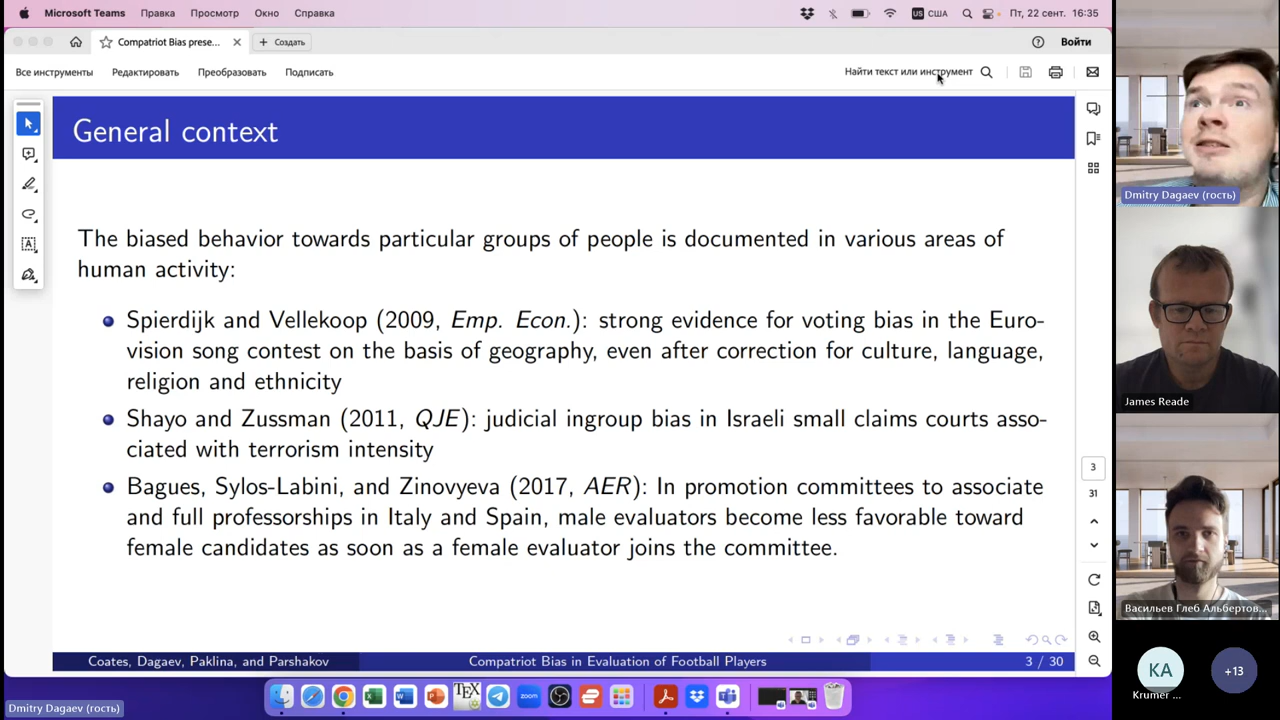 Microsoft Teams Правка Просмотр Окно Справка США Пт, 22 сент. 16:35
Compatriot Bias prese... Создать Войти
Все инструменты Редактировать Преобразовать Подписать Найти текст или инструмент
General context
The biased behavior towards particular groups of people is documented in various areas of
human activity:
Spierdijk and Vellekoop (2009, Emp. Econ.): strong evidence for voting bias in the Euro-
vision song contest on the basis of geography, even after correction for culture, language,
religion and ethnicity
Shayo and Zussman (2011, QJE): judicial ingroup bias in Israeli small claims courts asso-
ciated with terrorism intensity
Bagues, Sylos-Labini, and Zinovyeva (2017, AER): In promotion committees to associate
and full professorships in Italy and Spain, male evaluators become less favorable toward
female candidates as soon as a female evaluator joins the committee.
Coates, Dagaev, Paklina, and Parshakov Compatriot Bias in Evaluation of Football Players 3 / 30
3
31
Dmitry Dagaev (гость)
James Reade
Васильев Глеб Альбертов...
KA
Krumer ...
+13
TEX
zoom
Dmitry Dagaev (гость)